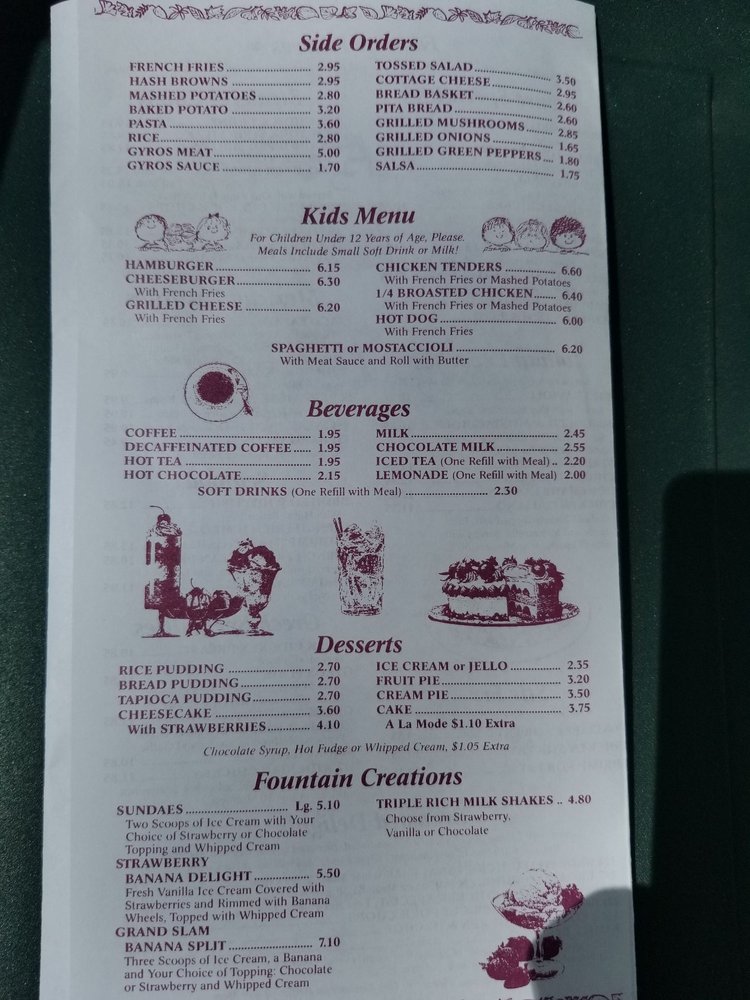 Side Orders
FRENCH FRIES 2.95
HASH BROWNS 2.95
MASHED POTATOES 2.80
BAKED POTATO 3.20
PASTA 3.60
RICE 2.80
GYROS MEAT 5.00
GYROS SAUCE 1.70
TOSSED SALAD 3.50
COTTAGE CHEESE 2.95
BREAD BASKET 2.60
PITA BREAD 2.60
GRILLED MUSHROOMS 2.85
GRILLED ONIONS 1.65
GRILLED GREEN PEPPERS 1.80
SALSA 1.75
Kids Menu
For Children Under 12 Years of Age, Please.
Meals Include Small Soft Drink or Milk!
HAMBURGER 6.15
CHEESEBURGER 6.30
With French Fries
GRILLED CHEESE 6.20
With French Fries
CHICKEN TENDERS 6.60
With French Fries or Mashed Potatoes
1/4 BROASTED CHICKEN 6.40
With French Fries or Mashed Potatoes
HOT DOG 6.00
With French Fries
SPAGHETTI or MOSTACCIOLI 6.20
With Meat Sauce and Roll with Butter
Beverages
COFFEE 1.95
DECAFFEINATED COFFEE 1.95
HOT TEA 1.95
HOT CHOCOLATE 2.15
MILK 2.45
CHOCOLATE MILK 2.55
ICED TEA (One Refill with Meal) 2.20
LEMONADE (One Refill with Meal) 2.00
SOFT DRINKS (One Refill with Meal) 2.30
Desserts
RICE PUDDING 2.70
BREAD PUDDING 2.70
TAPIOCA PUDDING 2.70
CHEESECAKE 3.60
With STRAWBERRIES 4.10
ICE CREAM or JELLO 2.35
FRUIT PIE 3.20
CREAM PIE 3.50
CAKE 3.75
A La Mode $1.10 Extra
Chocolate Syrup, Hot Fudge or Whipped Cream, $1.05 Extra
Fountain Creations
SUNDAES Lg. 5.10
Two Scoops of Ice Cream with Your
Choice of Strawberry or Chocolate
Topping and Whipped Cream
STRAWBERRY
BANANA DELIGHT 5.50
Fresh Vanilla Ice Cream Covered with
Strawberries and Rimmed with Banana
Wheels, Topped with Whipped Cream
GRAND SLAM
BANANA SPLIT 7.10
Three Scoops of Ice Cream, a Banana
and Your Choice of Topping: Chocolate
or Strawberry and Whipped Cream
TRIPLE RICH MILK SHAKES .. 4.80
Choose from Strawberry,
Vanilla or Chocolate